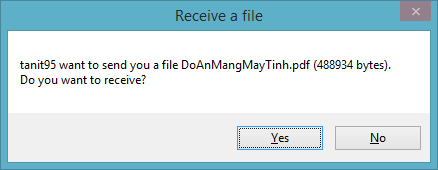 Receive a file
tanit95 want to send you a file DoAnMangMayTinh.pdf (488934 bytes).
Do you want to receive?
Yes
No